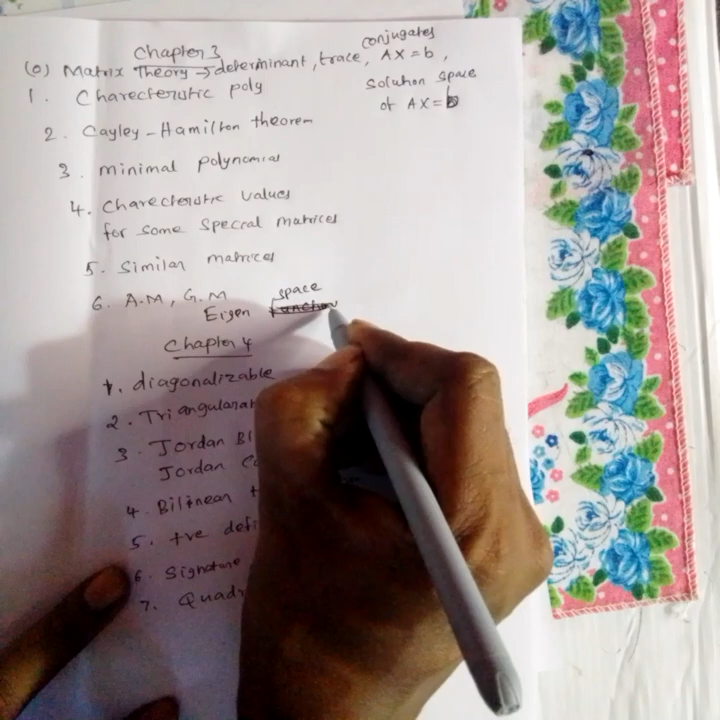 Chapter 3
(0) Matrix Theory → determinant, trace, conjugates AX = b,
solution space
of AX = b
1. Charecteristic poly
2. Cayley-Hamilton theorem
3. minimal polynomial
4. Charecteristic values
for some special matrices
5. Similar matrices
6. A.M, G.M
Eigen space
Chapter 4
1. diagonalizable
2. Triangular
3. Jordan Bl
Jordan
4. Bilinear
5. +ve defi
6. Signature
7. Quadr